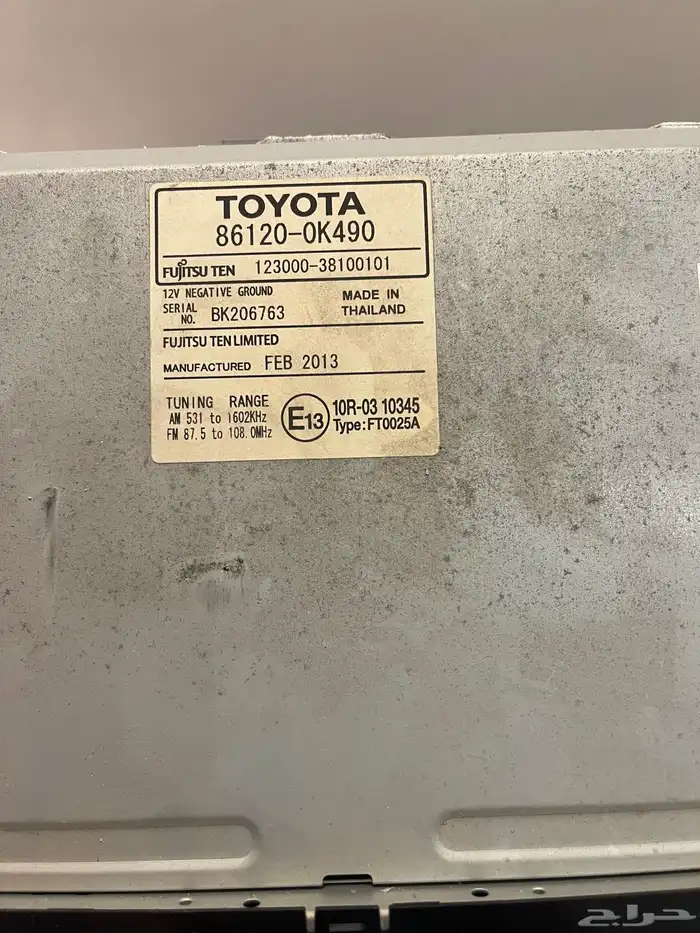 TOYOTA
86120-0K490
FUJITSU TEN 123000-38100101
12V NEGATIVE GROUND
SERIAL NO. BK206763
MADE IN THAILAND
FUJITSU TEN LIMITED
MANUFACTURED FEB 2013
TUNING RANGE
AM 531 to 1602KHz
FM 87.5 to 108.0MHz
E13
10R-03 10345
Type:FT0025A
حراج